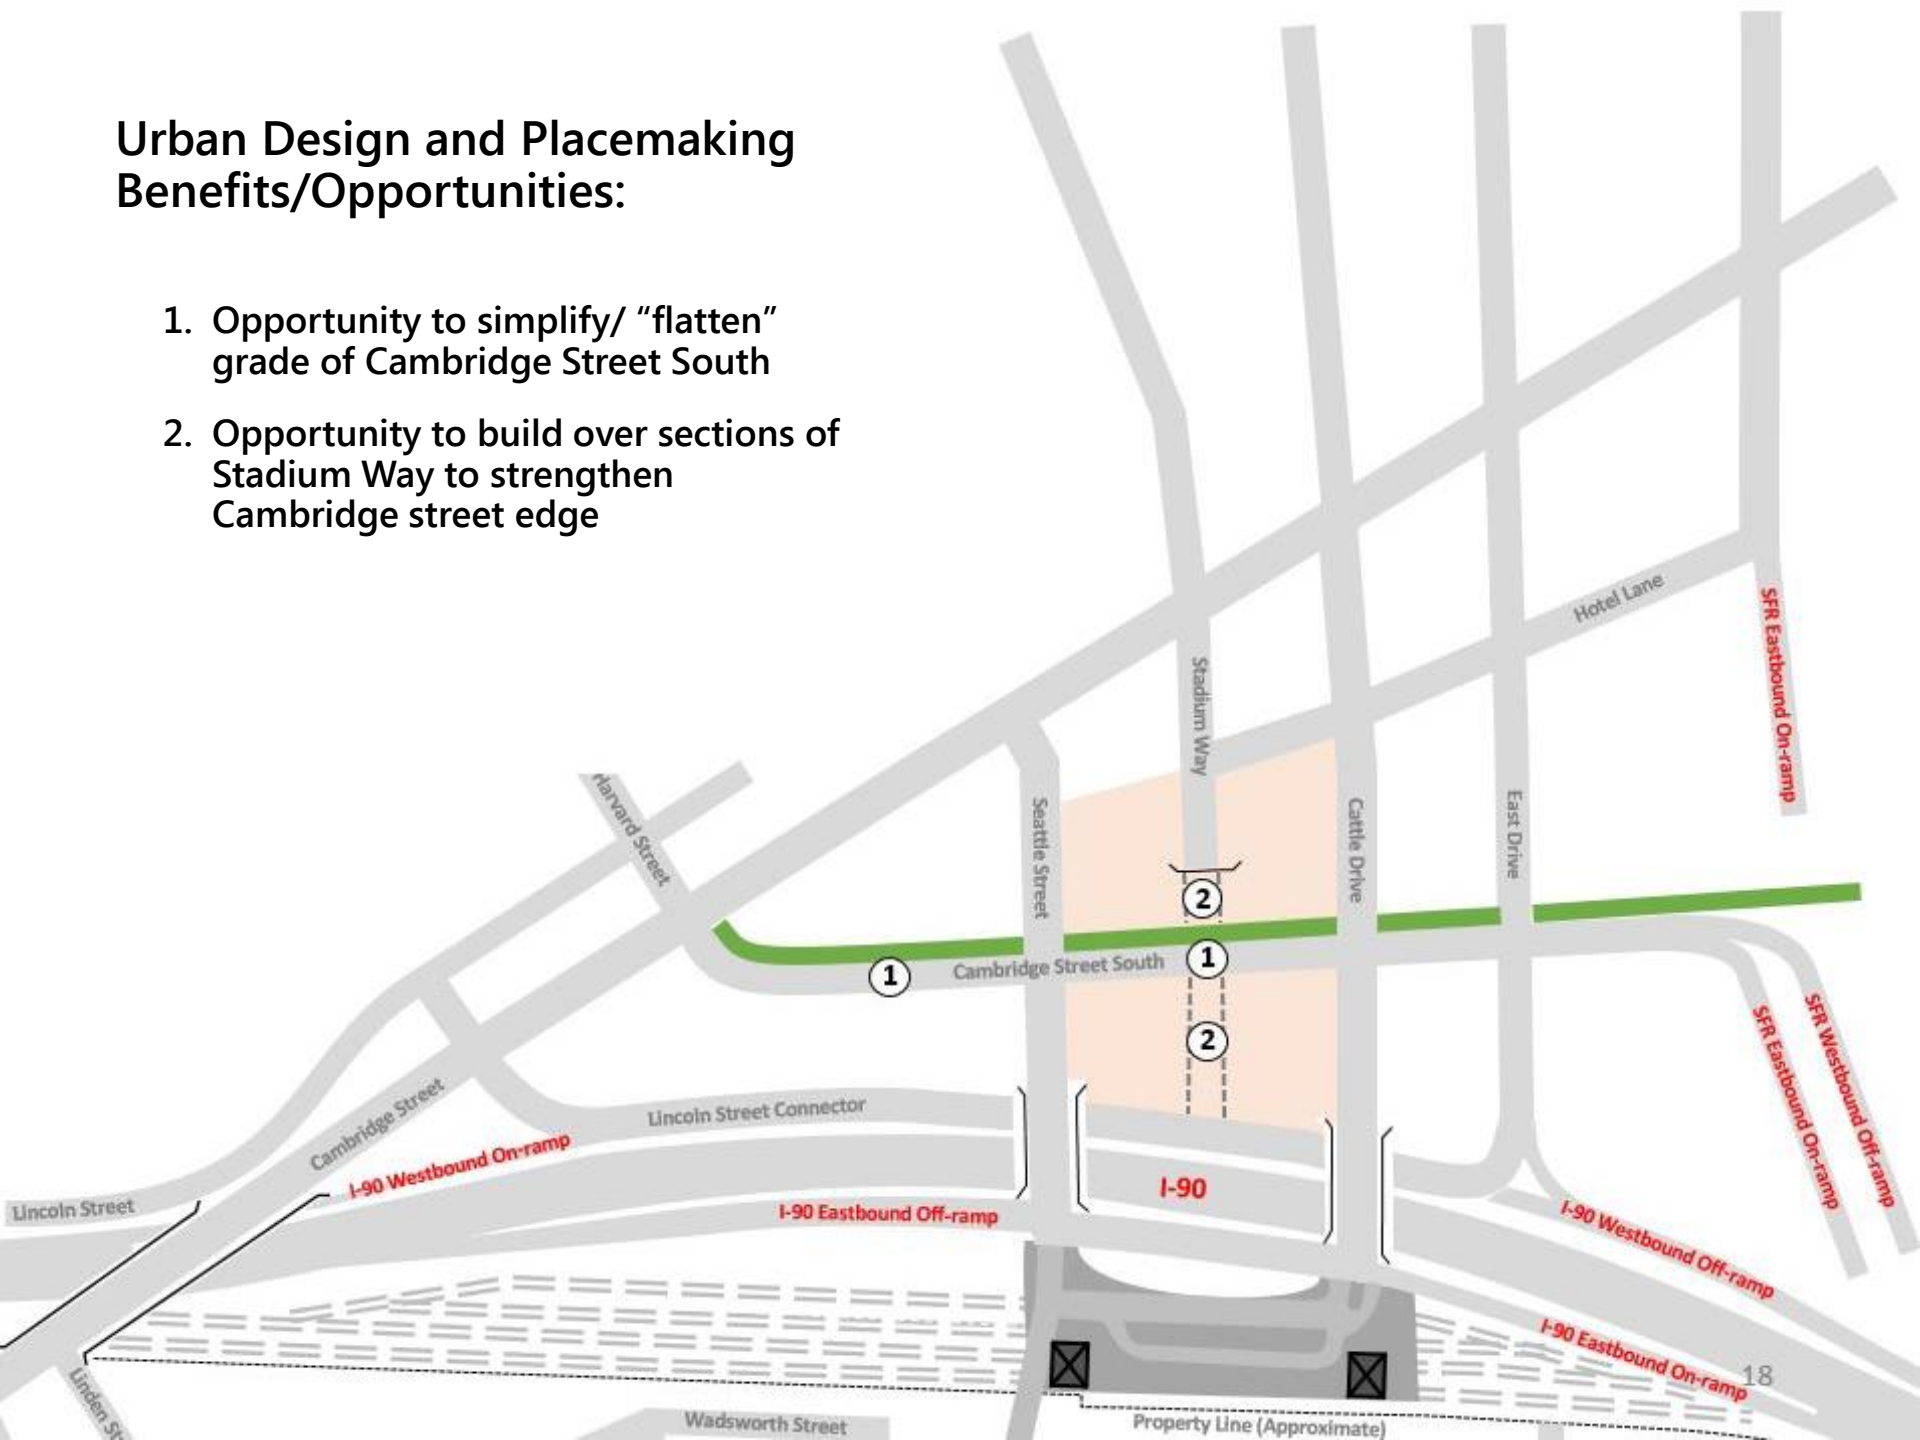 Urban Design and Placemaking
Benefits/Opportunities:
1. Opportunity to simplify/ “flatten”
grade of Cambridge Street South
2. Opportunity to build over sections of
Stadium Way to strengthen
Cambridge street edge
Hotel Lane
SFR Eastbound On-ramp
Stadium Way
Harvard Street
Seattle Street
Cattle Drive
East Drive
2
1
Cambridge Street South
1
2
SFR Eastbound On-ramp
SFR Westbound Off-ramp
Cambridge Street
Lincoln Street Connector
I-90 Westbound On-ramp
I-90
Lincoln Street
I-90 Eastbound Off-ramp
I-90 Westbound Off-ramp
I-90 Eastbound On-ramp
18
Linden St
Wadsworth Street
Property Line (Approximate)